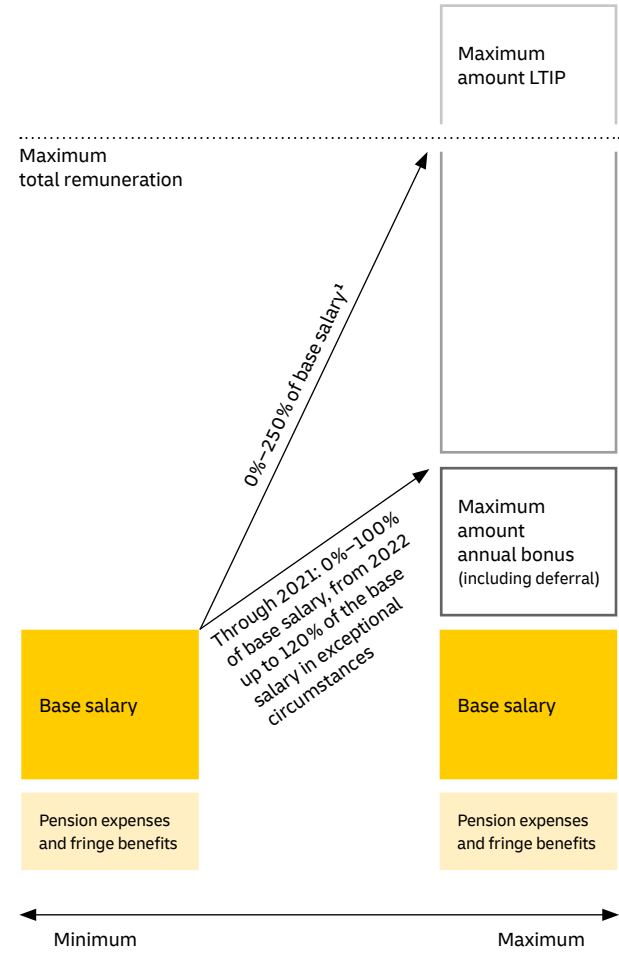 Maximum
amount LTIP
Maximum
total remuneration
0%–250% of base salary¹
Through 2021: 0%–100%
of base salary, from 2022
up to 120% of the base
salary in exceptional
circumstances
Maximum
amount
annual bonus
(including deferral)
Base salary
Base salary
Pension expenses
and fringe benefits
Pension expenses
and fringe benefits
Minimum
Maximum